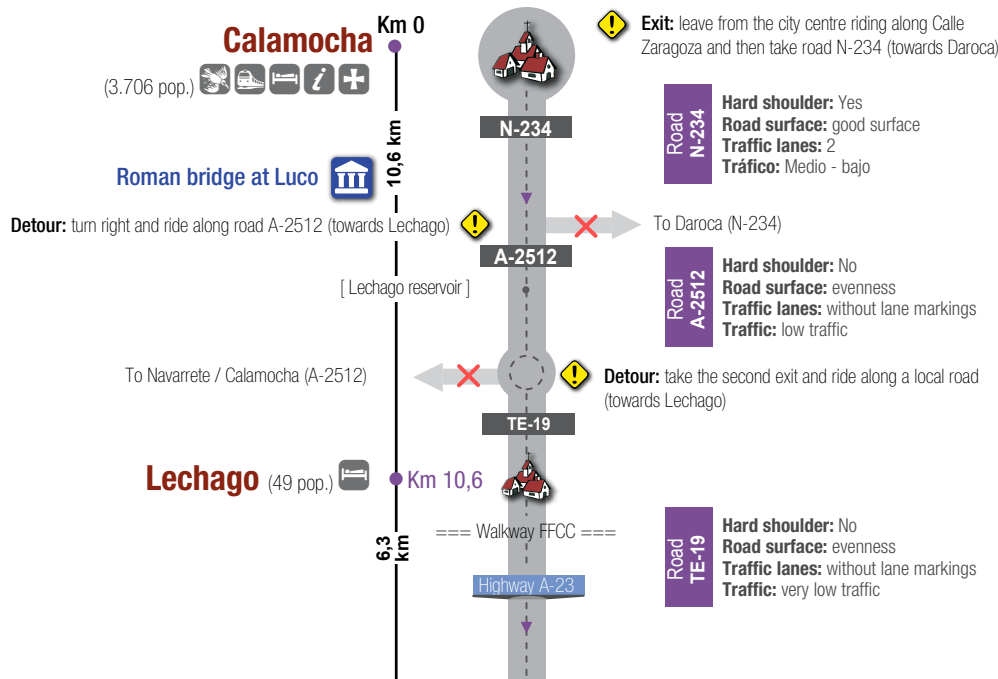 Calamocha
Km 0
(3.706 pop.)
Exit: leave from the city centre riding along Calle
Zaragoza and then take road N-234 (towards Daroca)
N-234
Road
N-234
Hard shoulder: Yes
Road surface: good surface
Traffic lanes: 2
Tráfico: Medio - bajo
10,6 km
Roman bridge at Luco
Detour: turn right and ride along road A-2512 (towards Lechago)
To Daroca (N-234)
A-2512
[ Lechago reservoir ]
Road
A-2512
Hard shoulder: No
Road surface: evenness
Traffic lanes: without lane markings
Traffic: low traffic
To Navarrete / Calamocha (A-2512)
Detour: take the second exit and ride along a local road
(towards Lechago)
TE-19
Lechago (49 pop.)
Km 10,6
6,3
km
=== Walkway FFCC ===
Highway A-23
Road
TE-19
Hard shoulder: No
Road surface: evenness
Traffic lanes: without lane markings
Traffic: very low traffic